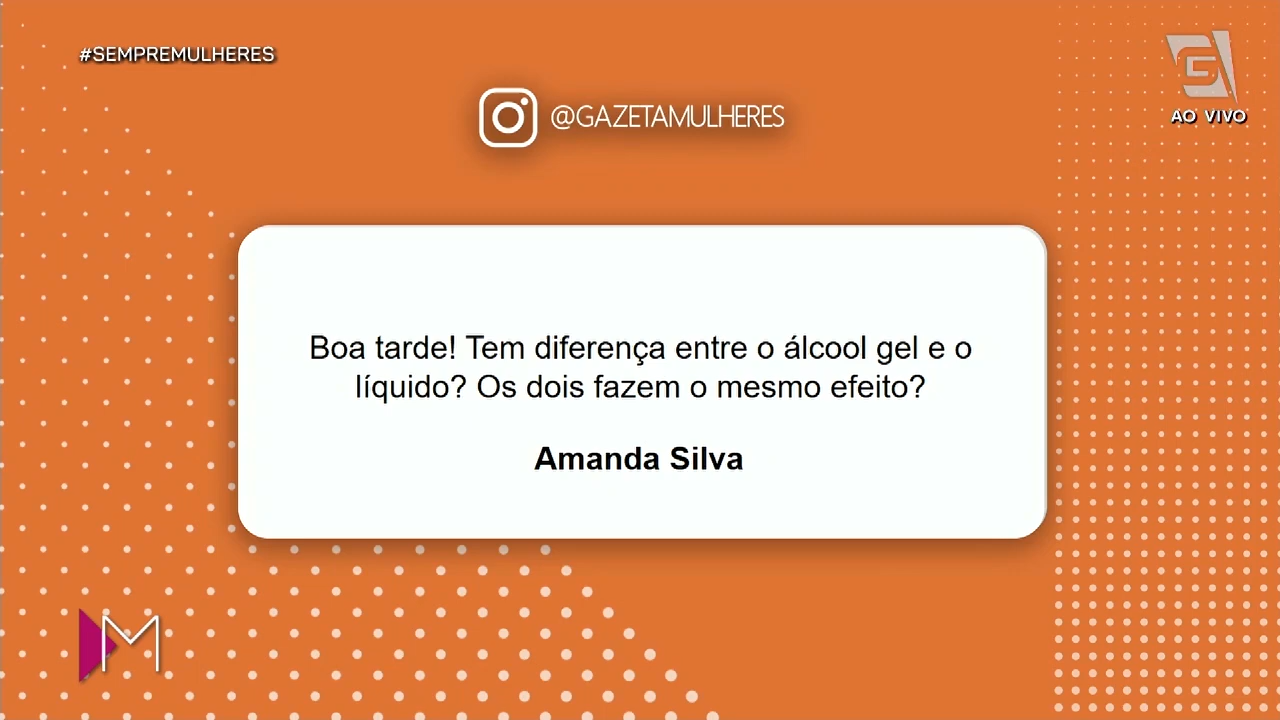 #SEMPREMULHERES
G
AO VIVO
@GAZETAMULHERES
Boa tarde! Tem diferença entre o álcool gel e o
líquido? Os dois fazem o mesmo efeito?
Amanda Silva
M